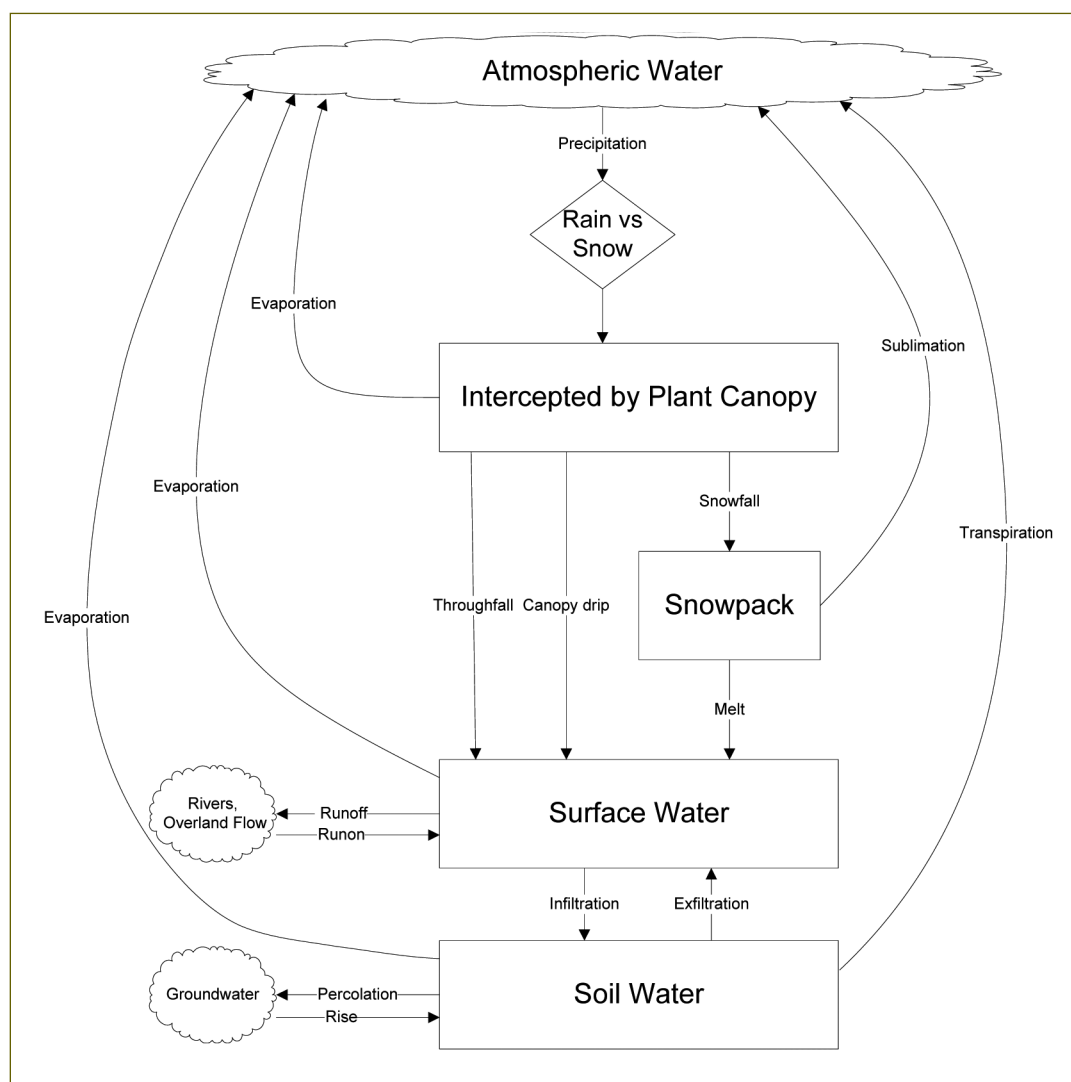 Atmospheric Water
Precipitation
Rain vs
Snow
Evaporation
Sublimation
Intercepted by Plant Canopy
Evaporation
Snowfall
Transpiration
Snowpack
Throughfall
Canopy drip
Evaporation
Melt
Rivers,
Overland Flow
Runoff
Runon
Surface Water
Infiltration
Exfiltration
Groundwater
Percolation
Rise
Soil Water